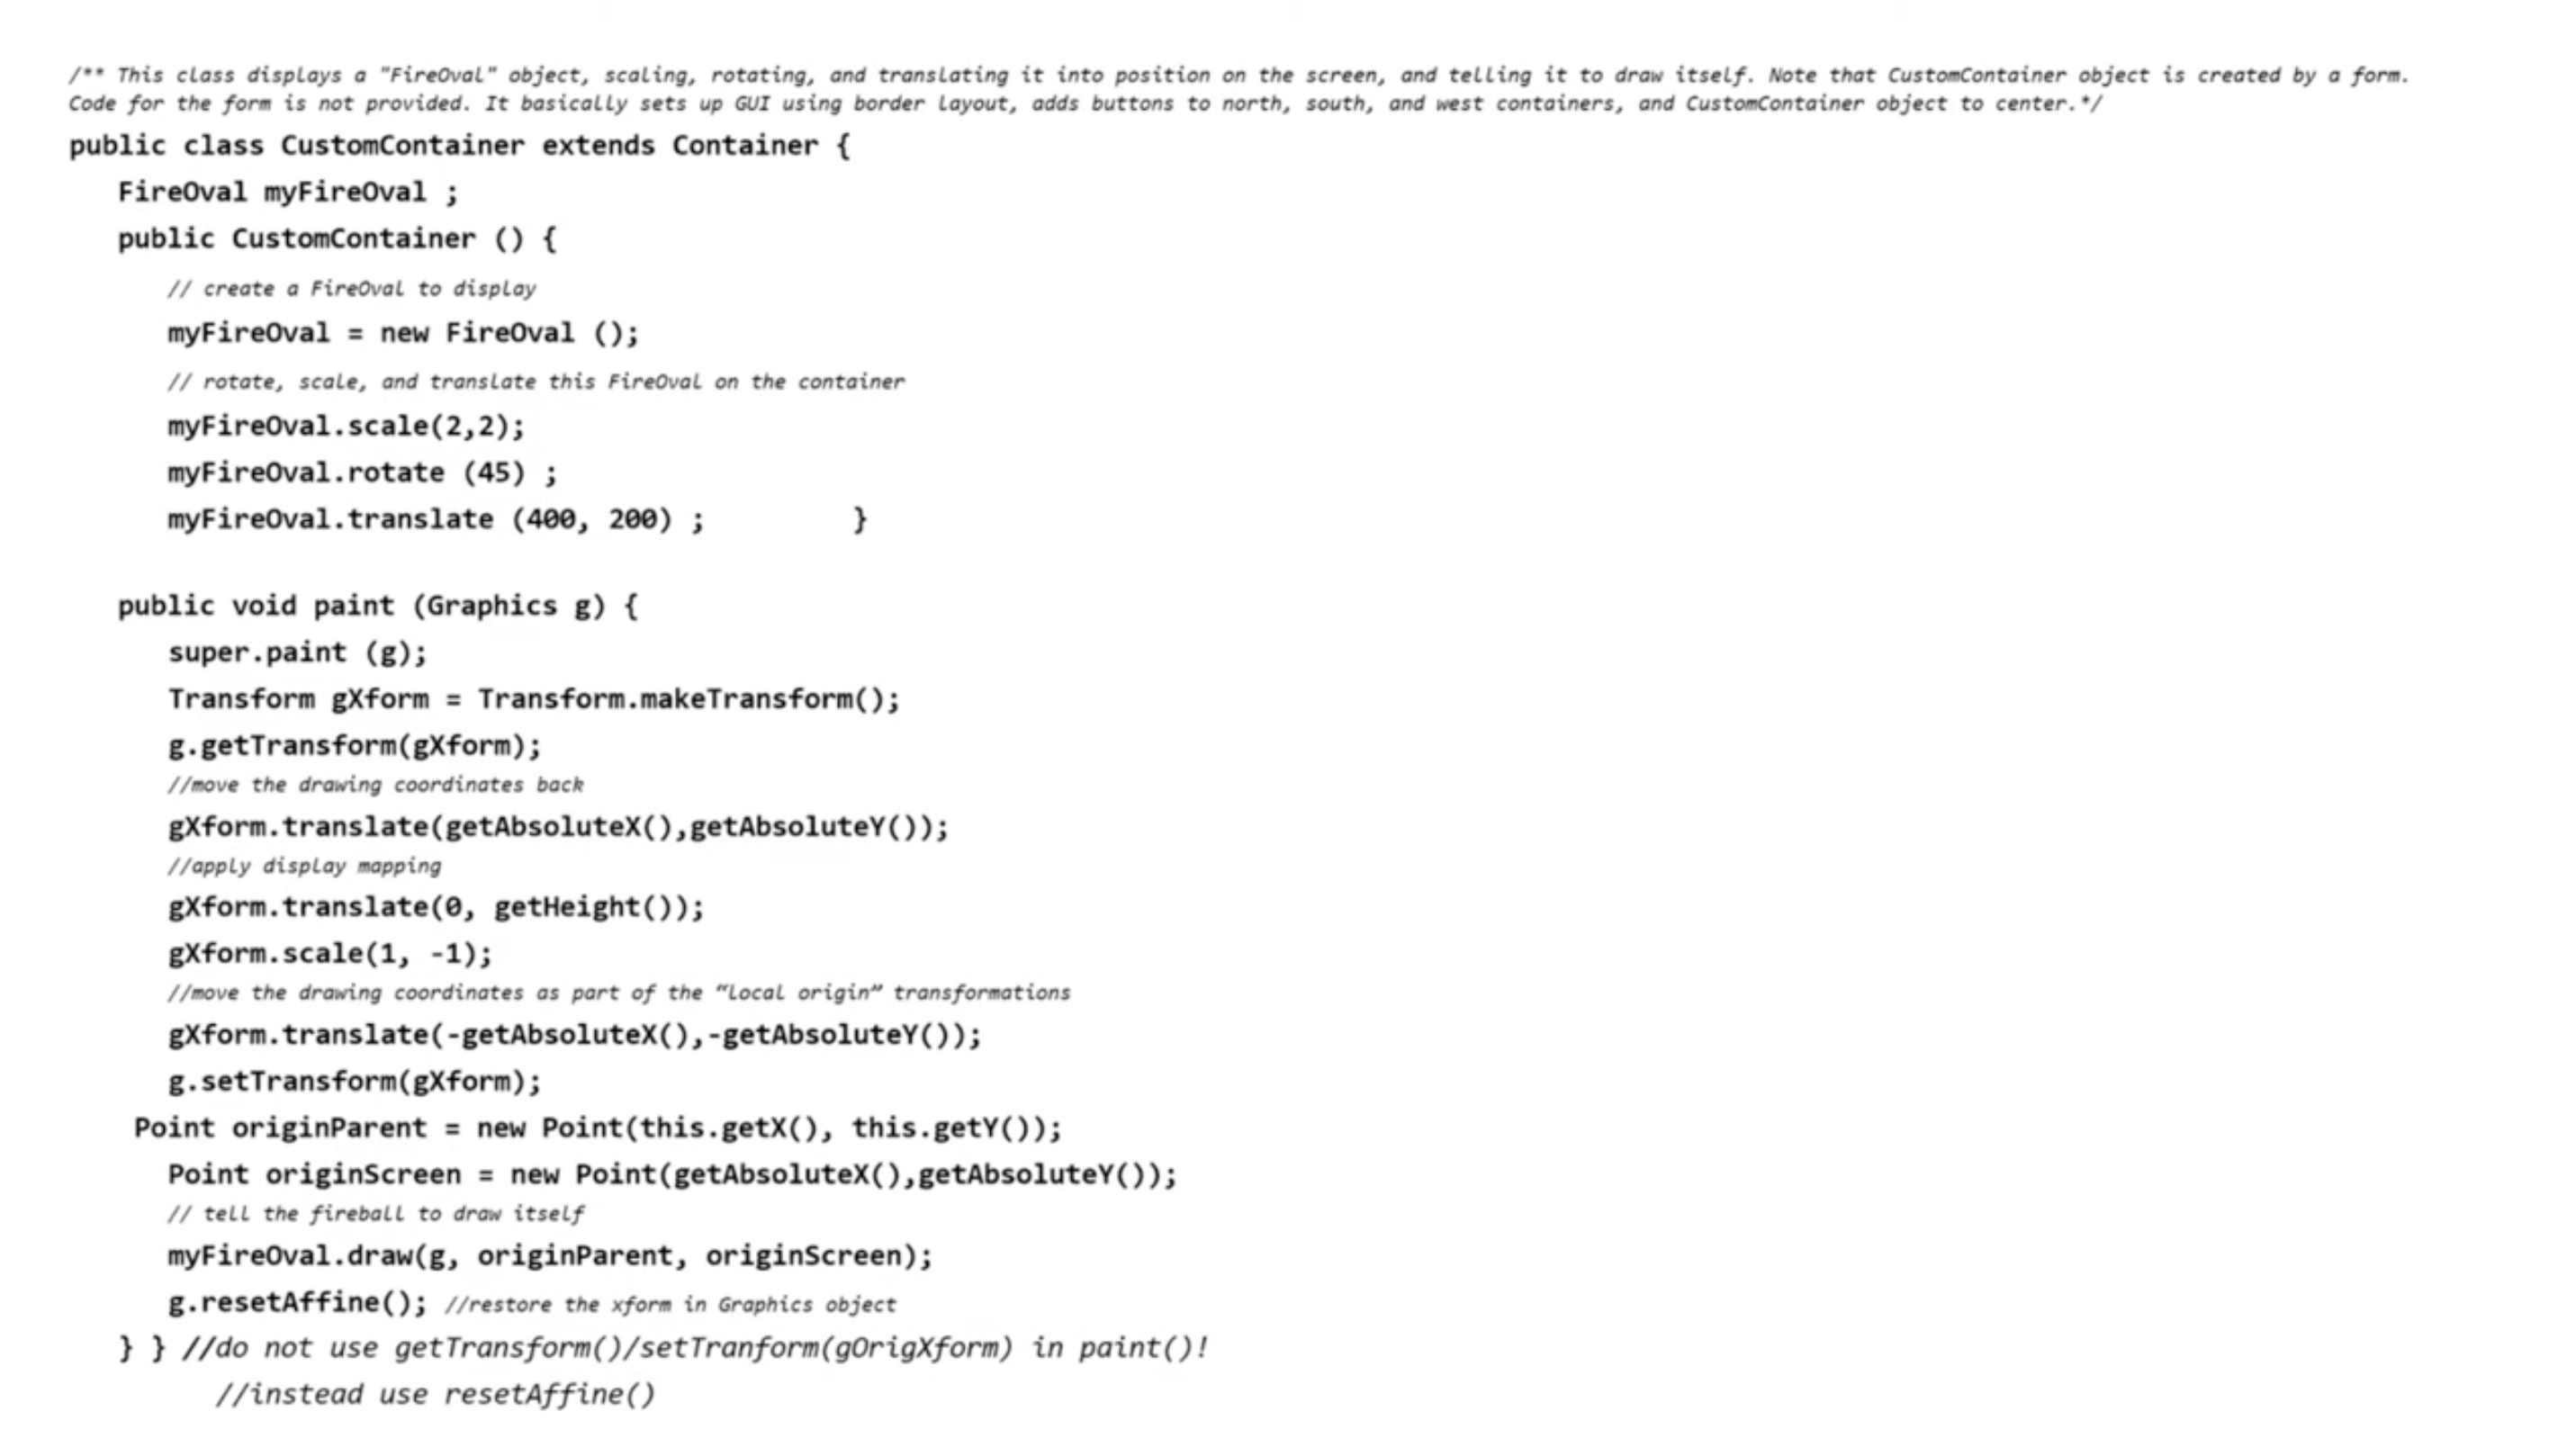 /** This class displays a "FireOval" object, scaling, rotating, and translating it into position on the screen, and telling it to draw itself. Note that CustomContainer object is created by a form.
Code for the form is not provided. It basically sets up GUI using border layout, adds buttons to north, south, and west containers, and CustomContainer object to center.*/
public class CustomContainer extends Container {
FireOval myFireOval ;
public CustomContainer () {
// create a FireOval to display
myFireOval = new FireOval ();
// rotate, scale, and translate this FireOval on the container
myFireOval.scale(2,2);
myFireOval.rotate (45) ;
myFireOval.translate (400, 200) ; }
public void paint (Graphics g) {
super.paint (g);
Transform gXform = Transform.makeTransform();
g.getTransform(gXform);
//move the drawing coordinates back
gXform.translate(getAbsoluteX(),getAbsoluteY());
//apply display mapping
gXform.translate(0, getHeight());
gXform.scale(1, -1);
//move the drawing coordinates as part of the “local origin” transformations
gXform.translate(-getAbsoluteX(),-getAbsoluteY());
g.setTransform(gXform);
Point originParent = new Point(this.getX(), this.getY());
Point originScreen = new Point(getAbsoluteX(),getAbsoluteY());
// tell the fireball to draw itself
myFireOval.draw(g, originParent, originScreen);
g.resetAffine(); //restore the xform in Graphics object
} } //do not use getTransform()/setTranform(gOrigXform) in paint()!
//instead use resetAffine()